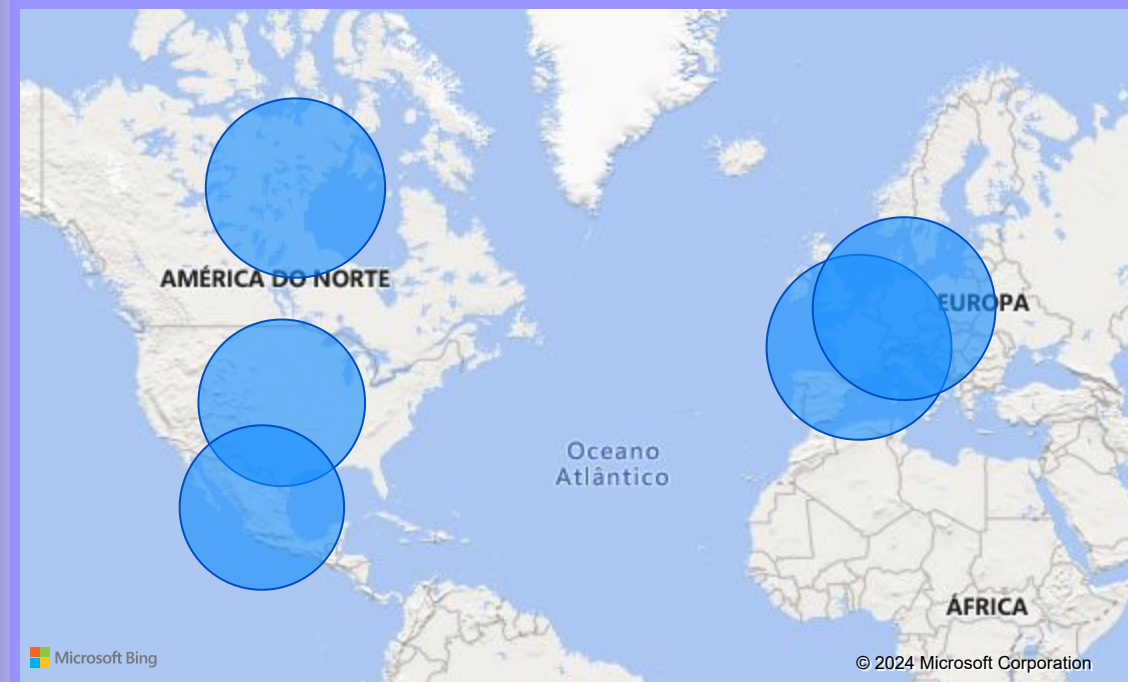 AMÉRICA DO NORTE
EUROPA
Oceano
Atlântico
ÁFRICA
Microsoft Bing
© 2024 Microsoft Corporation